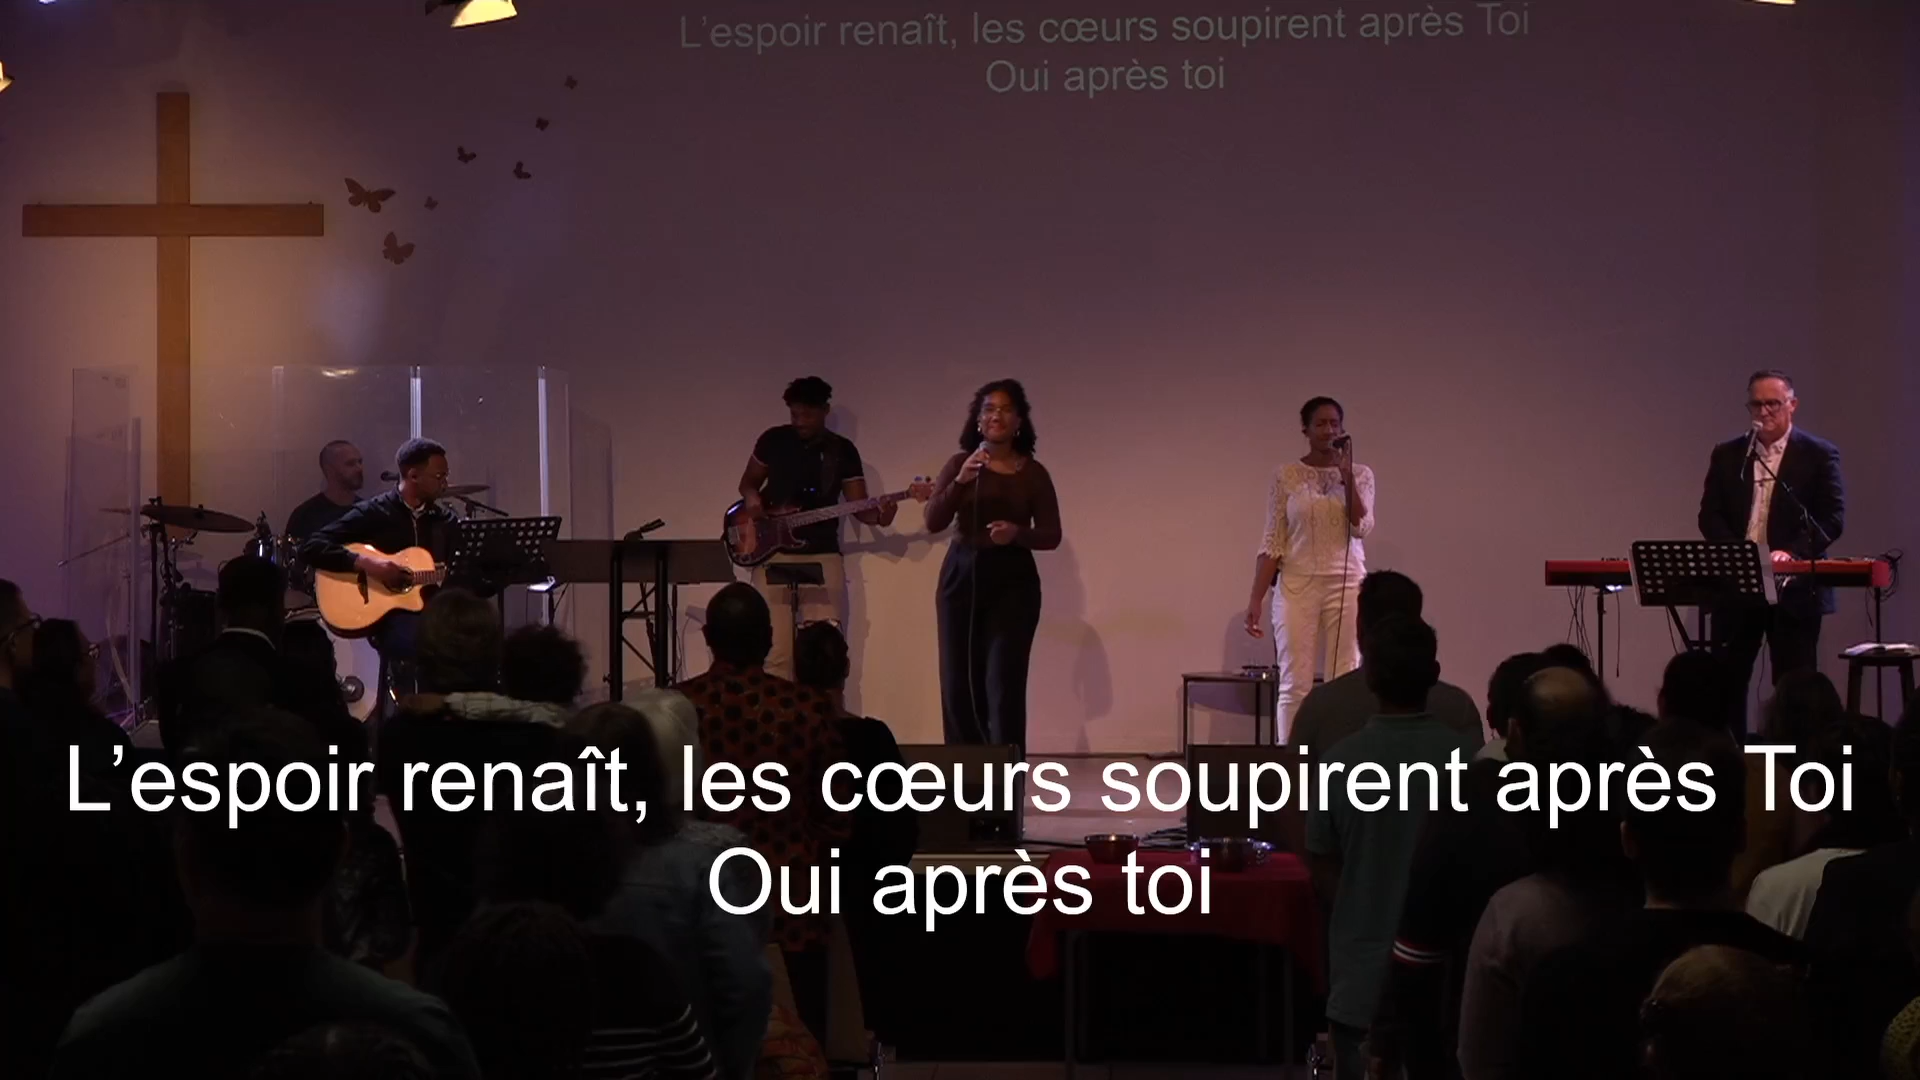 L’espoir renaît, les cœurs soupirent après Toi
Oui après toi
L’espoir renaît, les cœurs soupirent après Toi
Oui après toi